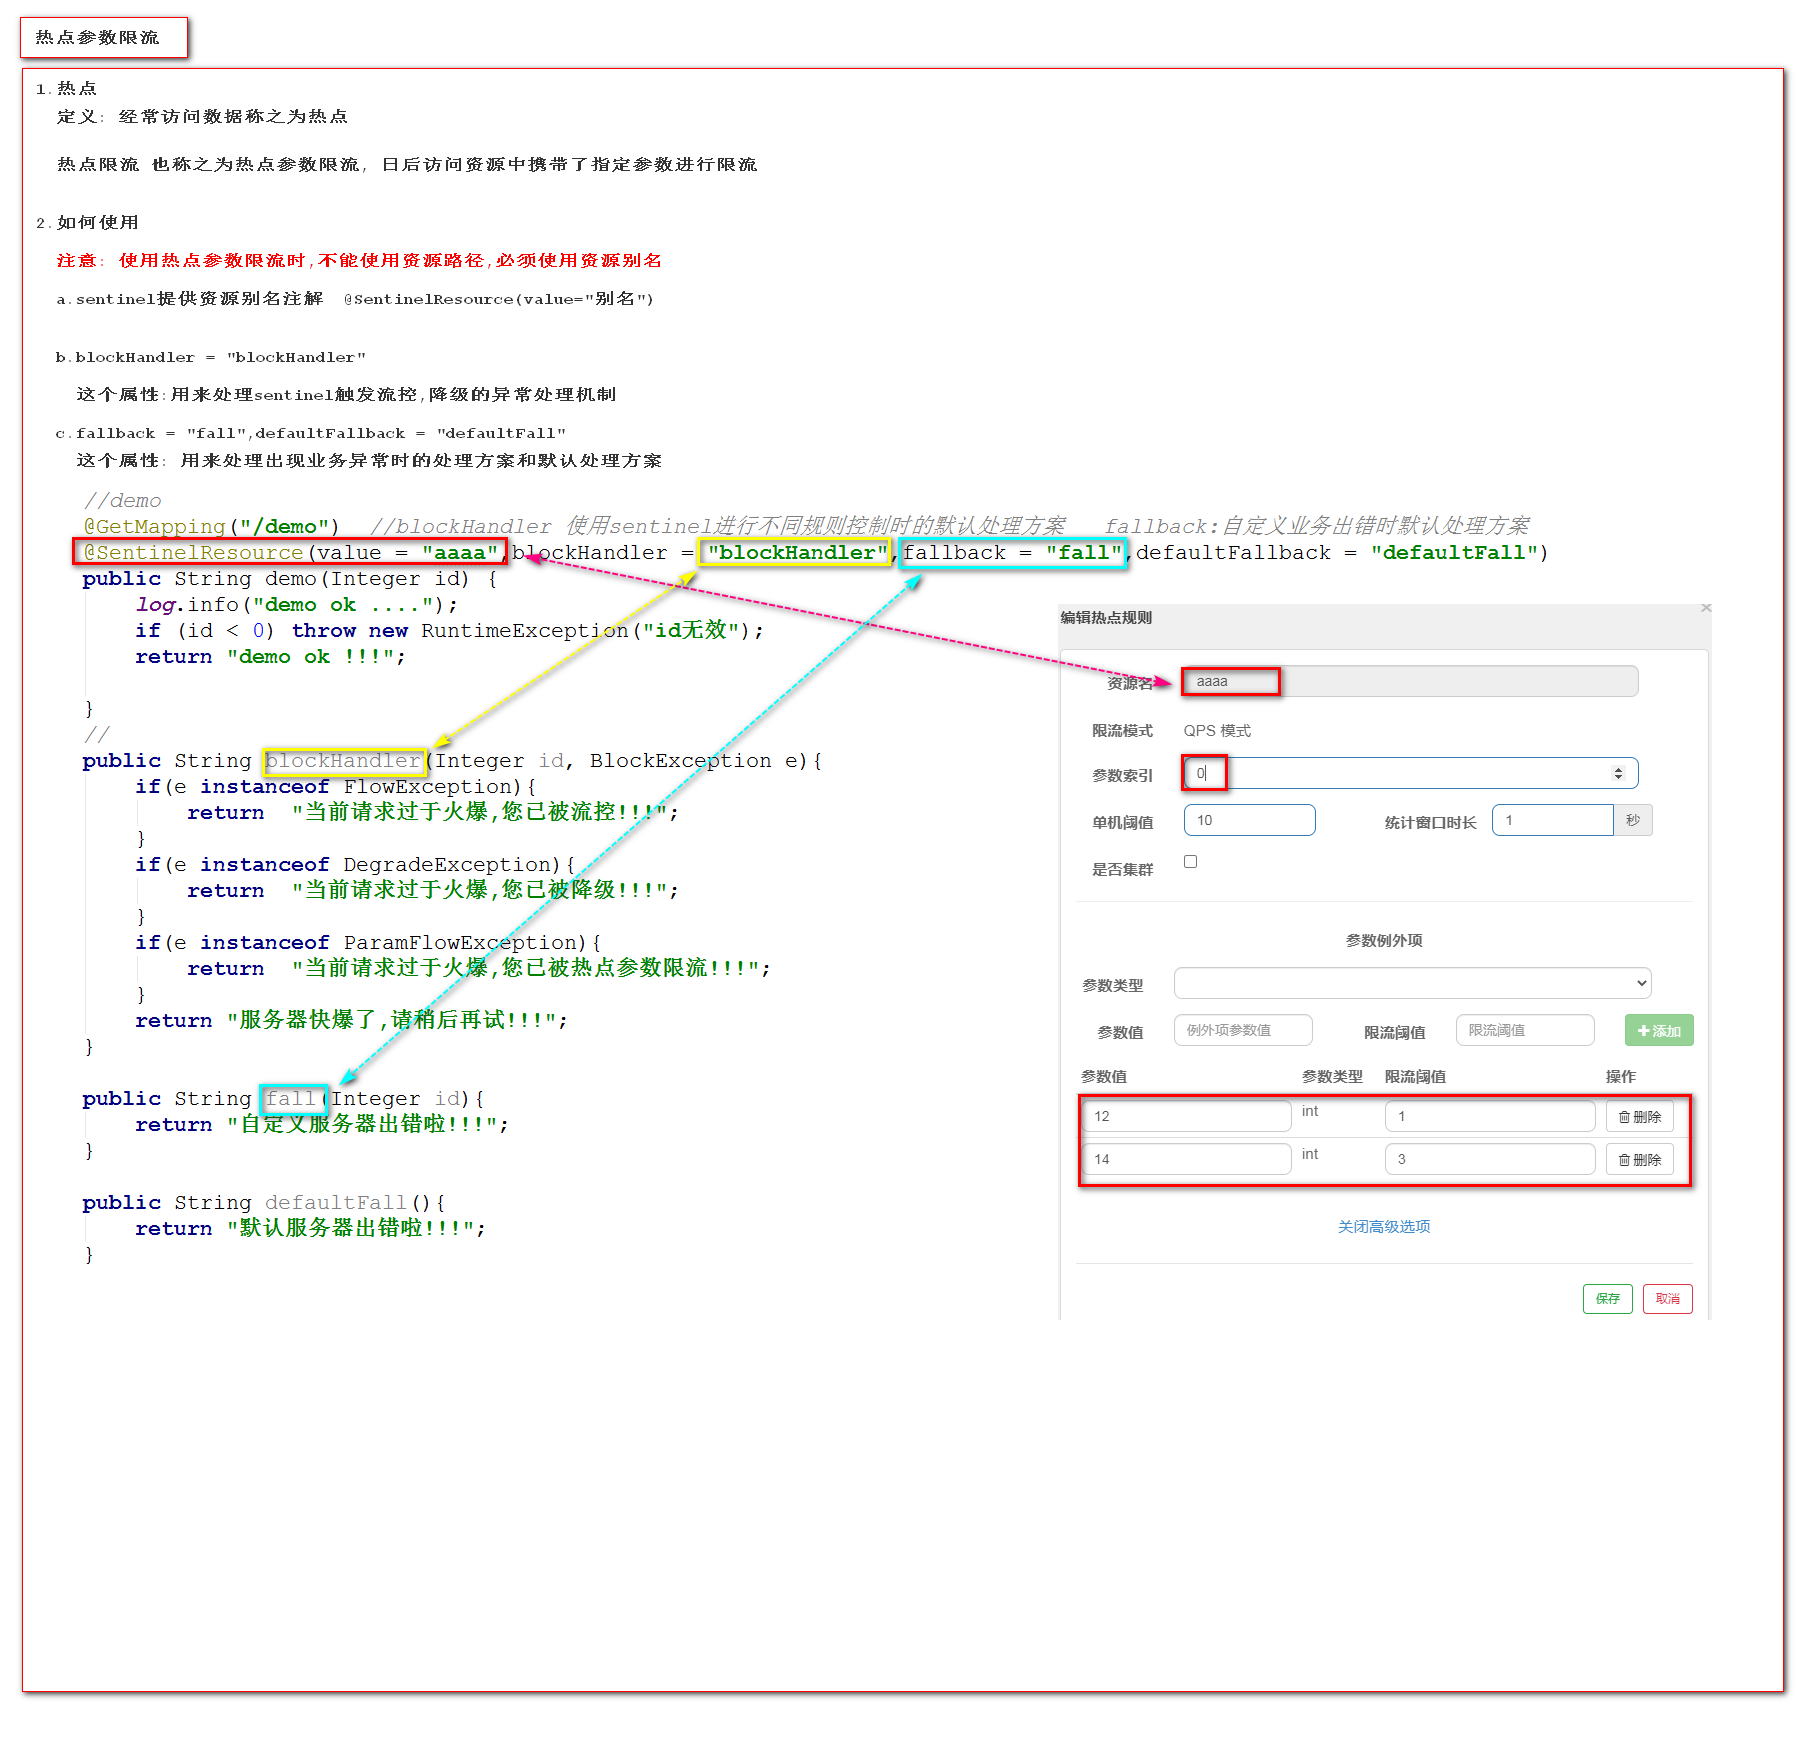 热点参数限流
1.热点
定义: 经常访问数据称之为热点
热点限流 也称之为热点参数限流, 日后访问资源中携带了指定参数进行限流
2.如何使用
注意: 使用热点参数限流时,不能使用资源路径,必须使用资源别名
a.sentinel提供资源别名注解 @SentinelResource(value="别名")
b.blockHandler = "blockHandler"
这个属性:用来处理sentinel触发流控,降级的异常处理机制
c.fallback = "fall",defaultFallback = "defaultFall"
这个属性: 用来处理出现业务异常时的处理方案和默认处理方案
//demo
@GetMapping("/demo") //blockHandler 使用sentinel进行不同规则控制时的默认处理方案 fallback:自定义业务出错时默认处理方案
@SentinelResource(value = "aaaa",blockHandler = "blockHandler",fallback = "fall",defaultFallback = "defaultFall")
public String demo(Integer id) {
log.info("demo ok ....");
if (id < 0) throw new RuntimeException("id无效");
return "demo ok !!!";
}
//
public String blockHandler(Integer id, BlockException e){
if(e instanceof FlowException){
return "当前请求过于火爆,您已被流控!!!";
}
if(e instanceof DegradeException){
return "当前请求过于火爆,您已被降级!!!";
}
if(e instanceof ParamFlowException){
return "当前请求过于火爆,您已被热点参数限流!!!";
}
return "服务器快爆了,请稍后再试!!!";
}
public String fall(Integer id){
return "自定义服务器出错啦!!!";
}
public String defaultFall(){
return "默认服务器出错啦!!!";
}
编辑热点规则 ×
资源名 aaaa
限流模式 QPS 模式
参数索引 0
单机阈值 10 统计窗口时长 1 秒
是否集群
参数例外项
参数类型
参数值 例外项参数值 限流阈值 限流阈值 +添加
参数值 参数类型 限流阈值 操作
12 int 1 删除
14 int 3 删除
关闭高级选项
保存 取消